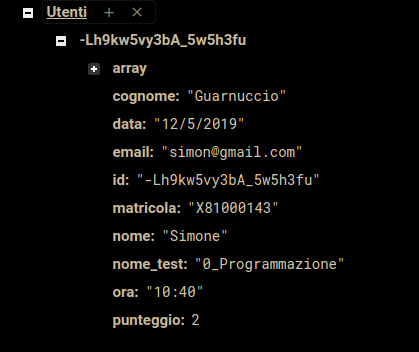 Utenti + ×
-Lh9kw5vy3bA_5w5h3fu
array
cognome: "Guarnuccio"
data: "12/5/2019"
email: "simon@gmail.com"
id: "-Lh9kw5vy3bA_5w5h3fu"
matricola: "X81000143"
nome: "Simone"
nome_test: "0_Programmazione"
ora: "10:40"
punteggio: 2